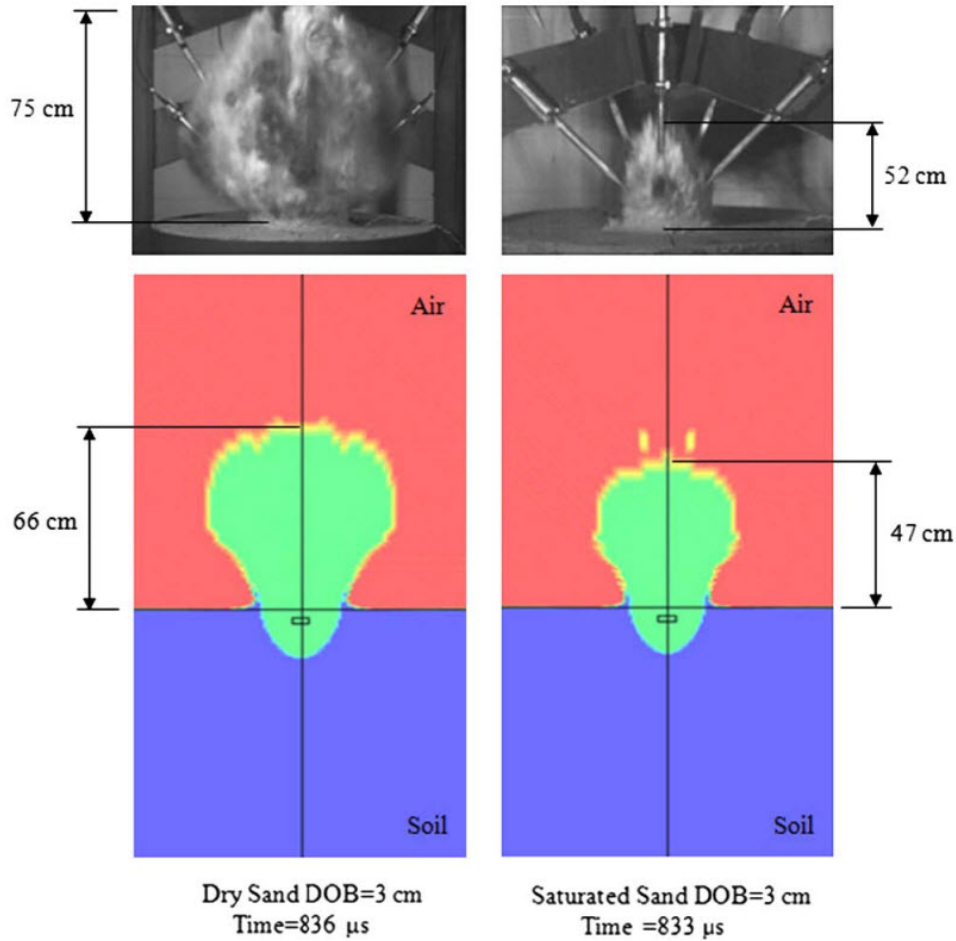 75 cm
52 cm
Air
Air
66 cm
47 cm
Soil
Soil
Dry Sand DOB=3 cm
Time=836 μs
Saturated Sand DOB=3 cm
Time =833 μs